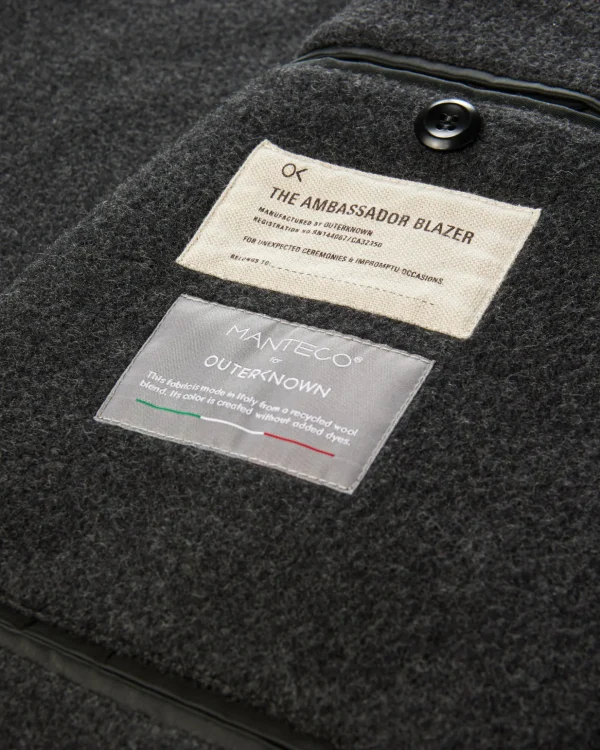 OK
THE AMBASSADOR BLAZER
MANUFACTURED BY OUTERKNOWN
REGISTRATION NO RN144067/CA32750
FOR UNEXPECTED CEREMONIES & IMPROMPTU OCCASIONS.
BELONGS TO:
MANTECO®
for
OUTERKNOWN
This fabric is made in Italy from a recycled wool
blend. Its color is created without added dyes.